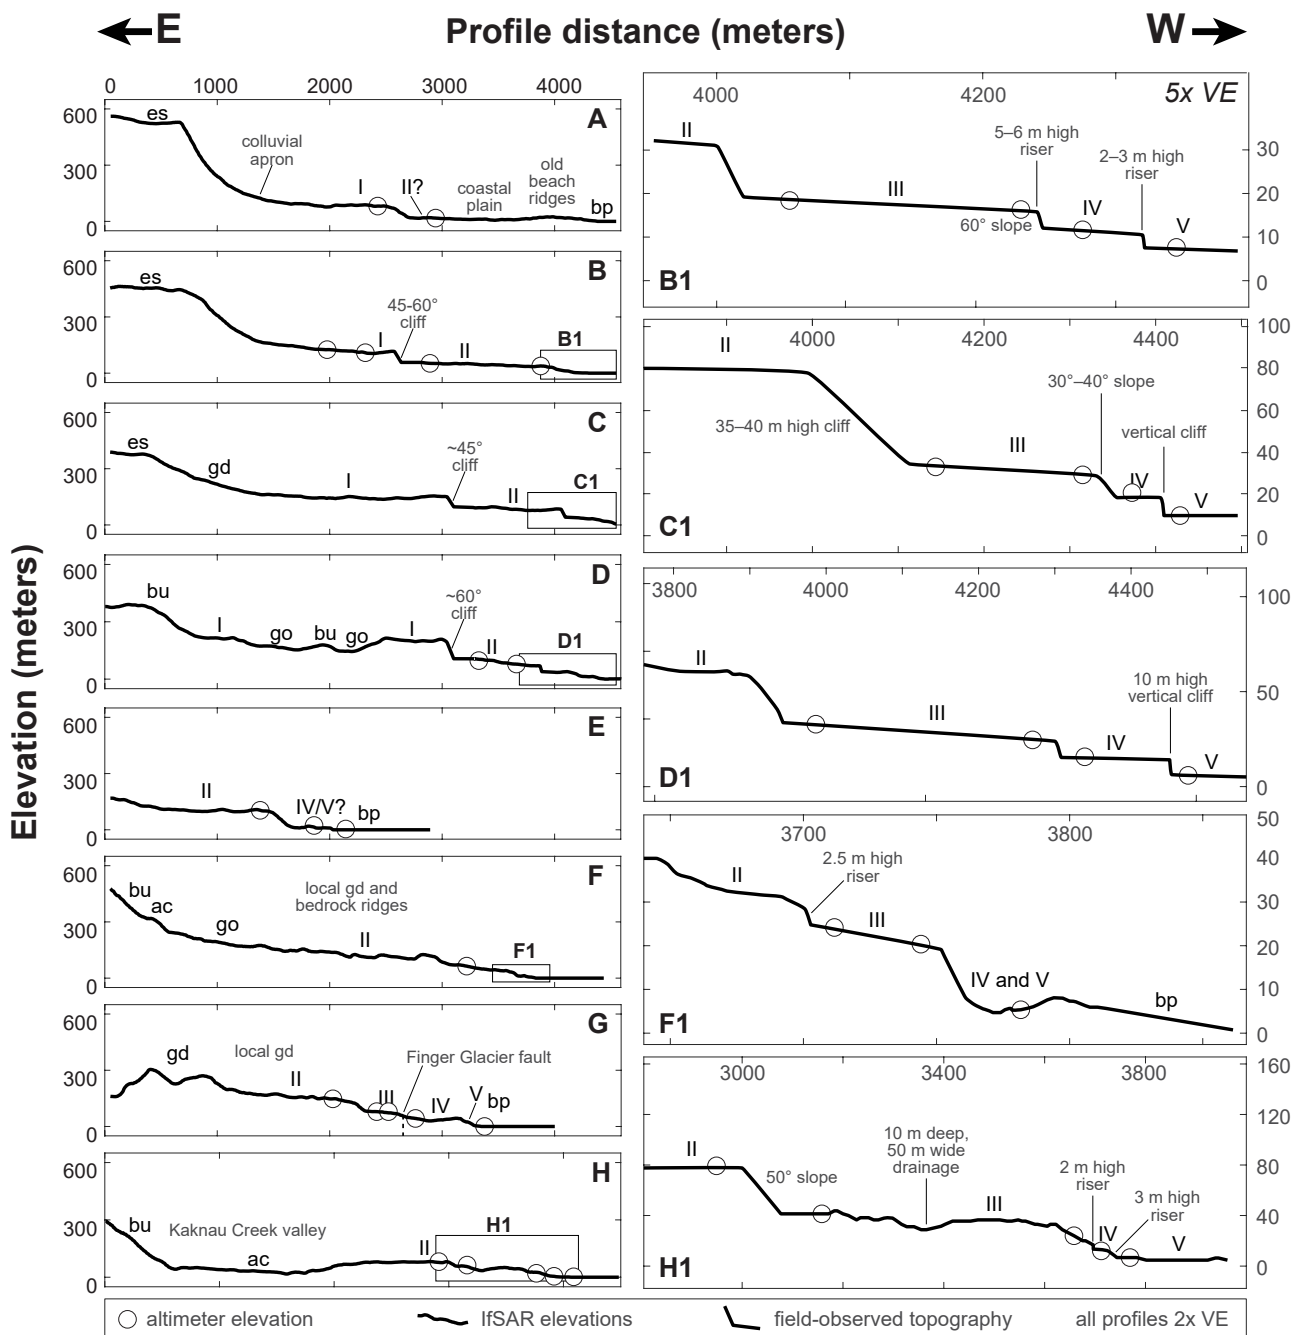 E
Profile distance (meters)
W
Elevation (meters)
0 1000 2000 3000 4000
600
300
0
es
colluvial
apron
I
II?
coastal
plain
old
beach
ridges
bp
A
600
300
0
es
45-60°
cliff
I
II
B1
B
600
300
0
es
gd
I
~45°
cliff
II
C1
C
600
300
0
bu
I
go
bu
go
I
~60°
cliff
II
D1
D
600
300
0
II
IV/V?
bp
E
600
300
0
bu
ac
go
local gd and
bedrock ridges
II
F1
F
600
300
0
gd
local gd
II
III
Finger Glacier fault
IV
V
bp
G
600
300
0
bu
Kaknau Creek valley
ac
II
H1
H
4000 4200
5x VE
II
5–6 m high
riser
2–3 m high
riser
III
60° slope
IV
V
30
20
10
0
B1
4000 4200 4400
II
35–40 m high cliff
III
30°–40° slope
vertical cliff
IV
V
100
80
60
40
20
0
C1
3800 4000 4200 4400
II
III
10 m high
vertical cliff
IV
V
100
50
0
D1
3700 3800
II
2.5 m high
riser
III
IV and V
bp
50
40
30
20
10
0
F1
3000 3400 3800
II
50° slope
10 m deep,
50 m wide
drainage
III
2 m high
riser
IV
3 m high
riser
V
160
120
80
40
0
H1
altimeter elevation
IfSAR elevations
field-observed topography
all profiles 2x VE